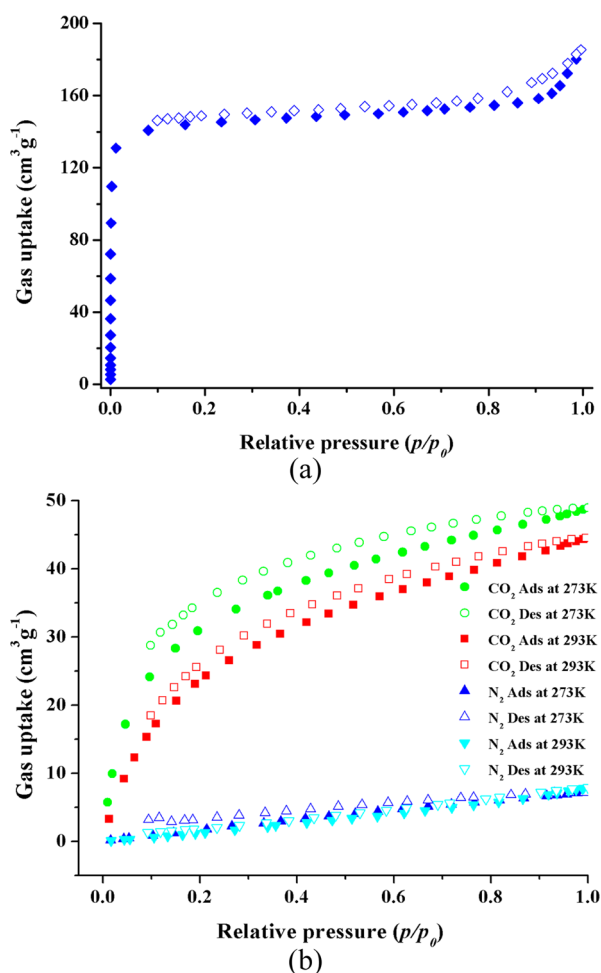 200
160
120
80
40
0
Gas uptake (cm³g⁻¹)
0.0 0.2 0.4 0.6 0.8 1.0
Relative pressure (p/p₀)
(a)
50
40
30
20
10
0
Gas uptake (cm³g⁻¹)
CO₂ Ads at 273K
CO₂ Des at 273K
CO₂ Ads at 293K
CO₂ Des at 293K
N₂ Ads at 273K
N₂ Des at 273K
N₂ Ads at 293K
N₂ Des at 293K
0.0 0.2 0.4 0.6 0.8 1.0
Relative pressure (p/p₀)
(b)